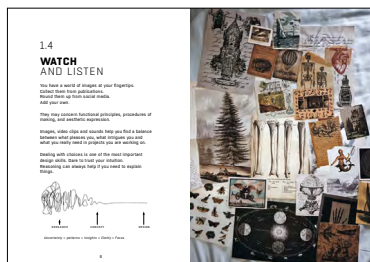 1.4
WATCH
AND LISTEN
You have a world of images at your fingertips.
Collect them from publications.
Round them up from social media.
Add your own.
They may concern functional principles, procedures of
making, and aesthetic expression.
Images, video clips and sounds help you find a balance
between what pleases you, what intrigues you and
what you really need in projects you are working on.
Dealing with choices is one of the most important
design skills. Dare to trust your intuition.
Reasoning can always help if you need to explain
things.
RESEARCH
CONCEPT
DESIGN
Uncertainty / patterns / insights / Clarity / Focus